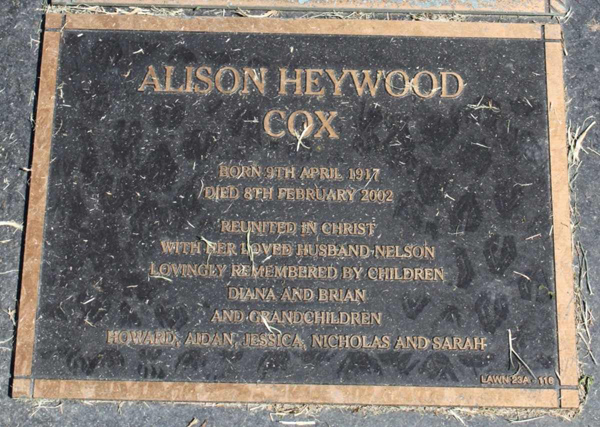 ALISON HEYWOOD
COX
BORN 9TH APRIL 1917
DIED 8TH FEBRUARY 2002
REUNITED IN CHRIST
WITH HER LOVED HUSBAND NELSON
LOVINGLY REMEMBERED BY CHILDREN
DIANA AND BRIAN
AND GRANDCHILDREN
HOWARD, AIDAN, JESSICA, NICHOLAS AND SARAH
LAWN 23A 116